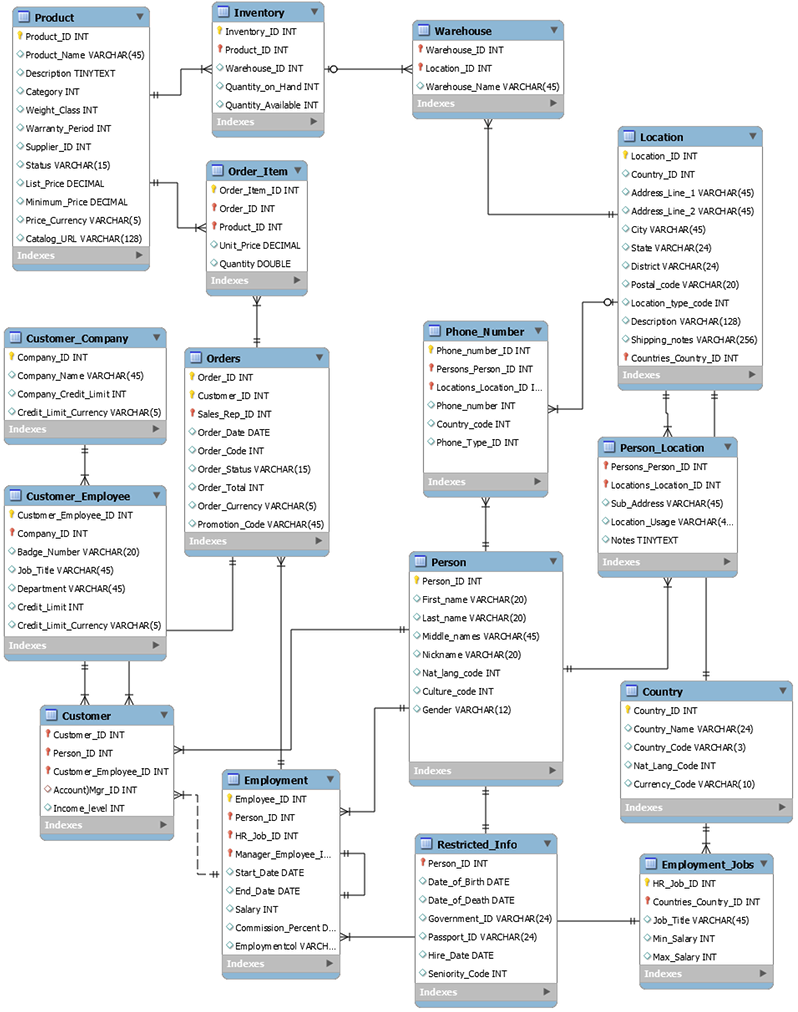 Product
Product_ID INT
Product_Name VARCHAR(45)
Description TINYTEXT
Category INT
Weight_Class INT
Warranty_Period INT
Supplier_ID INT
Status VARCHAR(15)
List_Price DECIMAL
Minimum_Price DECIMAL
Price_Currency VARCHAR(5)
Catalog_URL VARCHAR(128)
Indexes
Inventory
Inventory_ID INT
Product_ID INT
Warehouse_ID INT
Quantity_on_Hand INT
Quantity_Available INT
Indexes
Warehouse
Warehouse_ID INT
Location_ID INT
Warehouse_Name VARCHAR(45)
Indexes
Location
Location_ID INT
Country_ID INT
Address_Line_1 VARCHAR(45)
Address_Line_2 VARCHAR(45)
City VARCHAR(45)
State VARCHAR(24)
District VARCHAR(24)
Postal_code VARCHAR(20)
Location_type_code INT
Description VARCHAR(128)
Shipping_notes VARCHAR(256)
Countries_Country_ID INT
Indexes
Order_Item
Order_Item_ID INT
Order_ID INT
Product_ID INT
Unit_Price DECIMAL
Quantity DOUBLE
Indexes
Customer_Company
Company_ID INT
Company_Name VARCHAR(45)
Company_Credit_Limit INT
Credit_Limit_Currency VARCHAR(5)
Indexes
Orders
Order_ID INT
Customer_ID INT
Sales_Rep_ID INT
Order_Date DATE
Order_Code INT
Order_Status VARCHAR(15)
Order_Total INT
Order_Currency VARCHAR(5)
Promotion_Code VARCHAR(45)
Indexes
Phone_Number
Phone_number_ID INT
Persons_Person_ID INT
Locations_Location_ID I...
Phone_number INT
Country_code INT
Phone_Type_ID INT
Indexes
Person_Location
Persons_Person_ID INT
Locations_Location_ID INT
Sub_Address VARCHAR(45)
Location_Usage VARCHAR(4...
Notes TINYTEXT
Indexes
Customer_Employee
Customer_Employee_ID INT
Company_ID INT
Badge_Number VARCHAR(20)
Job_Title VARCHAR(45)
Department VARCHAR(45)
Credit_Limit INT
Credit_Limit_Currency VARCHAR(5)
Indexes
Person
Person_ID INT
First_name VARCHAR(20)
Last_name VARCHAR(20)
Middle_names VARCHAR(45)
Nickname VARCHAR(20)
Nat_lang_code INT
Culture_code INT
Gender VARCHAR(12)
Indexes
Country
Country_ID INT
Country_Name VARCHAR(24)
Country_Code VARCHAR(3)
Nat_Lang_Code INT
Currency_Code VARCHAR(10)
Indexes
Customer
Customer_ID INT
Person_ID INT
Customer_Employee_ID INT
Account)Mgr_ID INT
Income_level INT
Indexes
Employment
Employee_ID INT
Person_ID INT
HR_Job_ID INT
Manager_Employee_I...
Start_Date DATE
End_Date DATE
Salary INT
Commission_Percent D...
Employmentcol VARCH...
Indexes
Restricted_Info
Person_ID INT
Date_of_Birth DATE
Date_of_Death DATE
Government_ID VARCHAR(24)
Passport_ID VARCHAR(24)
Hire_Date DATE
Seniority_Code INT
Indexes
Employment_Jobs
HR_Job_ID INT
Countries_Country_ID INT
Job_Title VARCHAR(45)
Min_Salary INT
Max_Salary INT
Indexes